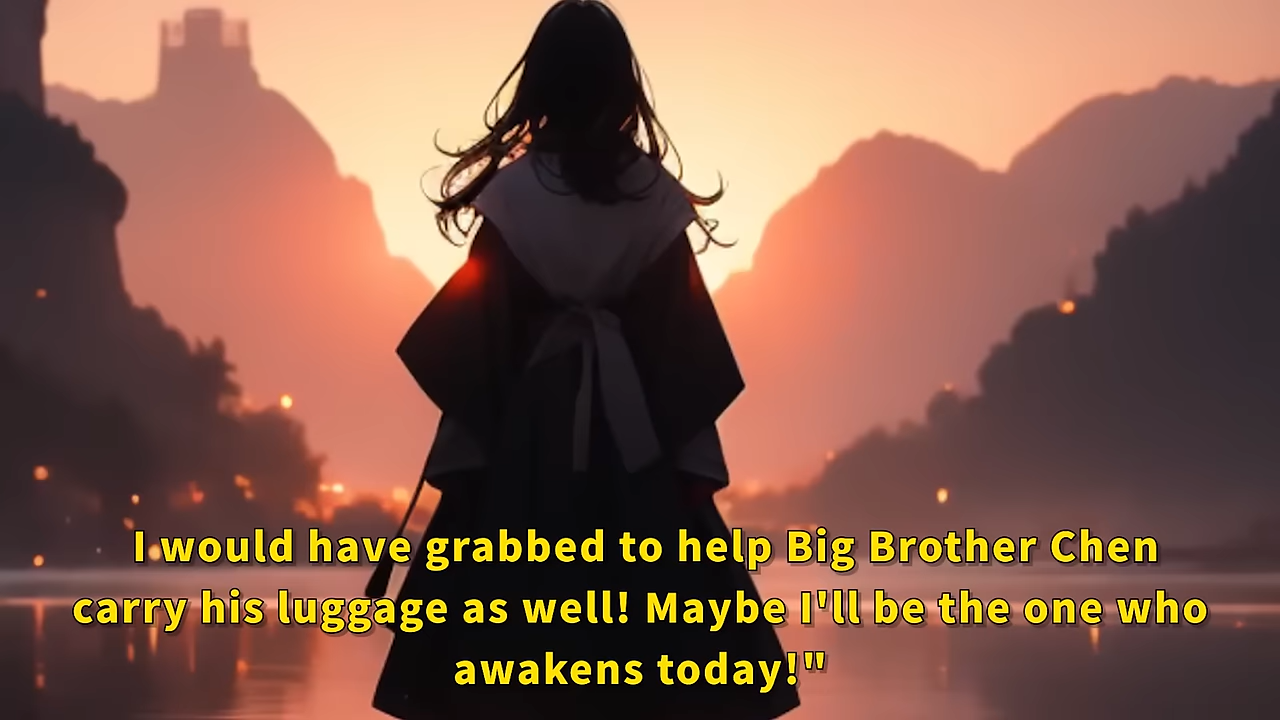 I would have grabbed to help Big Brother Chen
carry his luggage as well! Maybe I'll be the one who
awakens today!"